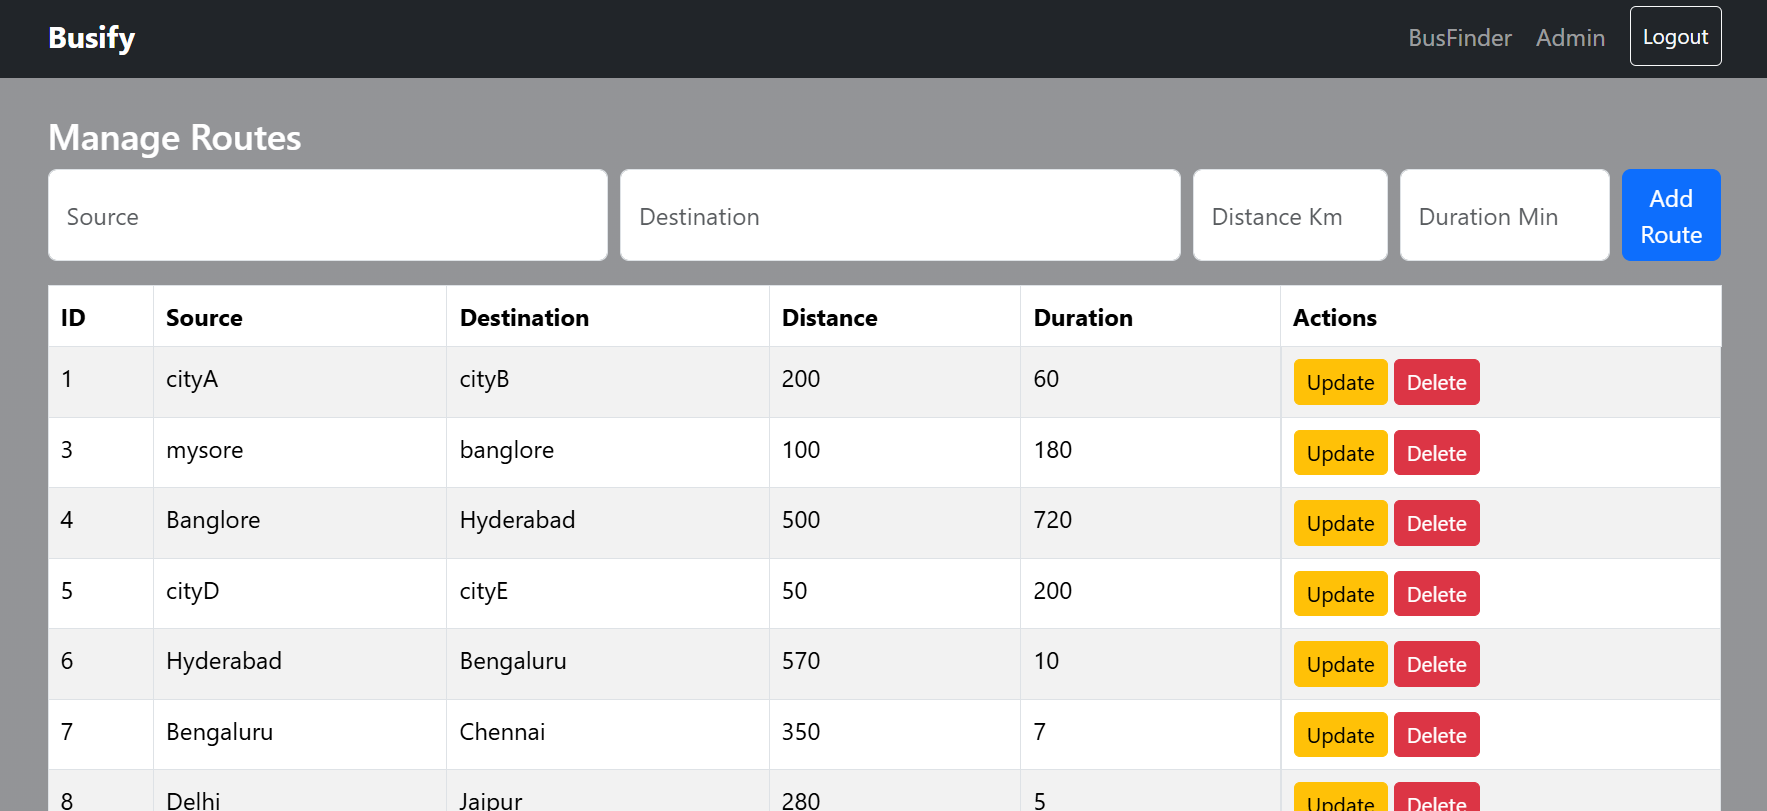 Busify BusFinder Admin Logout
Manage Routes
Source Destination Distance Km Duration Min Add
Route
ID Source Destination Distance Duration Actions
1 cityA cityB 200 60 Update Delete
3 mysore banglore 100 180 Update Delete
4 Banglore Hyderabad 500 720 Update Delete
5 cityD cityE 50 200 Update Delete
6 Hyderabad Bengaluru 570 10 Update Delete
7 Bengaluru Chennai 350 7 Update Delete
8 Delhi Jaipur 280 5 Update Delete